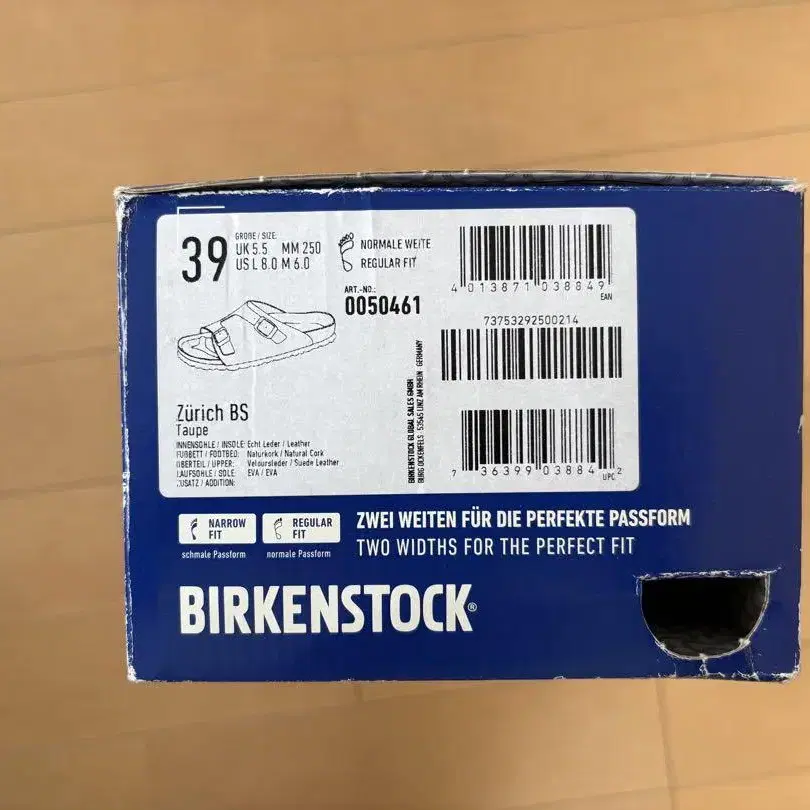 39
GRÖßE / SIZE
UK 5.5 MM 250
US L 8.0 M 6.0
NORMALE WEITE
REGULAR FIT
ART.-NO.:
0050461
4 013871 038849
EAN
73753292500214
7 36399 03884 2
UPC
BIRKENSTOCK GLOBAL SALES GMBH
BURG OCKENFELS · 53545 LINZ AM RHEIN · GERMANY
Zürich BS
Taupe
INNENSOHLE / INSOLE: Echt Leder / Leather
FUßBETT / FOOTBED: Naturkork / Natural Cork
OBERTEIL / UPPER: Veloursleder / Suede Leather
LAUFSOHLE / SOLE: EVA / EVA
ZUSATZ / ADDITION:
NARROW
FIT
schmale Passform
REGULAR
FIT
normale Passform
ZWEI WEITEN FÜR DIE PERFEKTE PASSFORM
TWO WIDTHS FOR THE PERFECT FIT
BIRKENSTOCK®